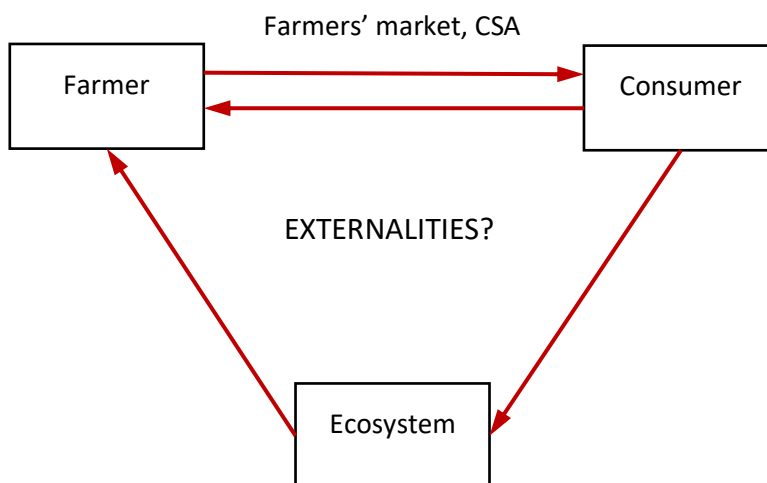 Farmers’ market, CSA
Farmer
Consumer
EXTERNALITIES?
Ecosystem